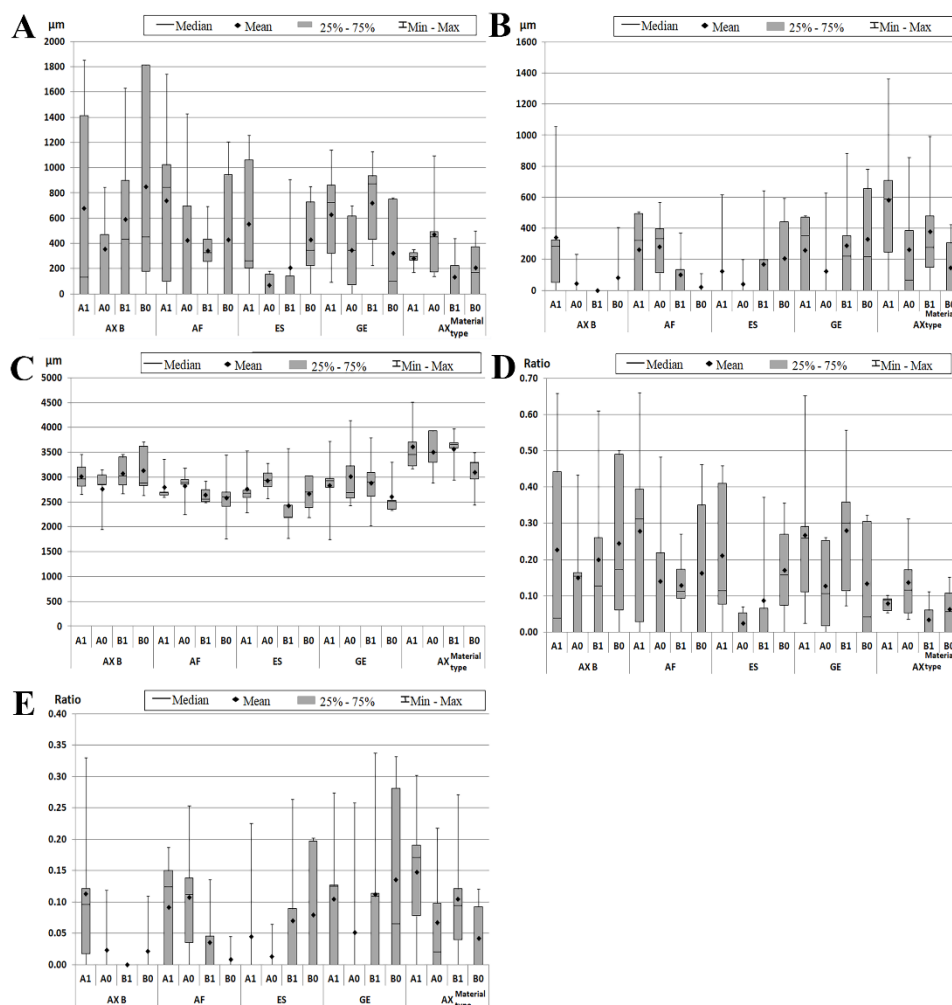 A
µm
Median Mean 25% - 75% Min - Max
2000
1800
1600
1400
1200
1000
800
600
400
200
0
A1 A0 B1 B0 A1 A0 B1 B0 A1 A0 B1 B0 A1 A0 B1 B0 A1 A0 B1 B0
AX B AF ES GE AX
Material type
B
µm
Median Mean 25% - 75% Min - Max
1600
1400
1200
1000
800
600
400
200
0
A1 A0 B1 B0 A1 A0 B1 B0 A1 A0 B1 B0 A1 A0 B1 B0 A1 A0 B1 B0
AX B AF ES GE AX
Material type
C
µm
Median Mean 25% - 75% Min - Max
5000
4500
4000
3500
3000
2500
2000
1500
1000
500
0
A1 A0 B1 B0 A1 A0 B1 B0 A1 A0 B1 B0 A1 A0 B1 B0 A1 A0 B1 B0
AX B AF ES GE AX
Material type
D
Ratio
Median Mean 25% - 75% Min - Max
0.70
0.60
0.50
0.40
0.30
0.20
0.10
0.00
A1 A0 B1 B0 A1 A0 B1 B0 A1 A0 B1 B0 A1 A0 B1 B0 A1 A0 B1 B0
AX B AF ES GE AX
Material type
E
Ratio
Median Mean 25% - 75% Min - Max
0.40
0.35
0.30
0.25
0.20
0.15
0.10
0.05
0.00
A1 A0 B1 B0 A1 A0 B1 B0 A1 A0 B1 B0 A1 A0 B1 B0 A1 A0 B1 B0
AX B AF ES GE AX
Material type